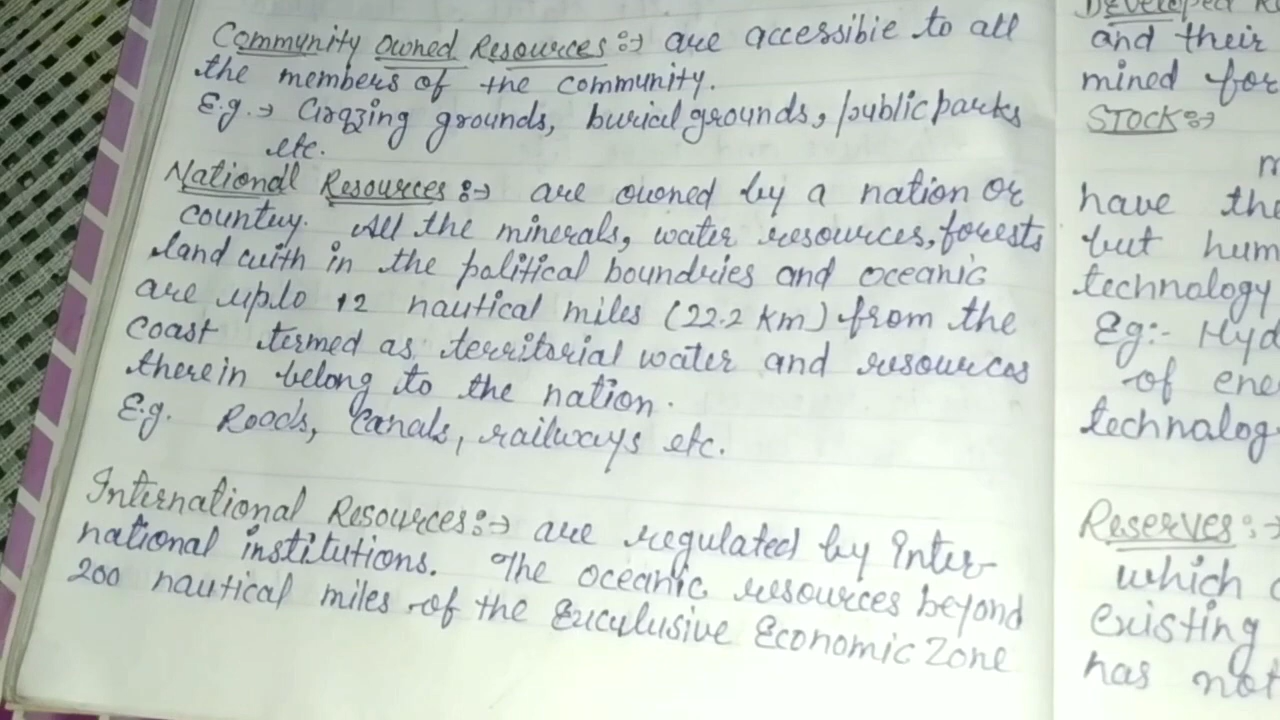 Community Owned Resources :→ are accessible to all
the members of the community.
E.g. → Grazing grounds, burial grounds, public parks
etc.
National Resources :→ are owned by a nation or
country. All the minerals, water resources, forests
land with in the political boundries and oceanic
are upto 12 nautical miles (22.2 km) from the
coast termed as territorial water and resources
therein belong to the nation.
E.g. Roads, Canals, railways etc.
International Resources :→ are regulated by Inter-
national institutions. The oceanic resources beyond
200 nautical miles of the Exculusive Economic Zone
Developed
and their
mined for
STOCK :→
have the
but hum
technology
Eg:- Hyd
of ene
technolog
Reserves :→
which
existing
has not